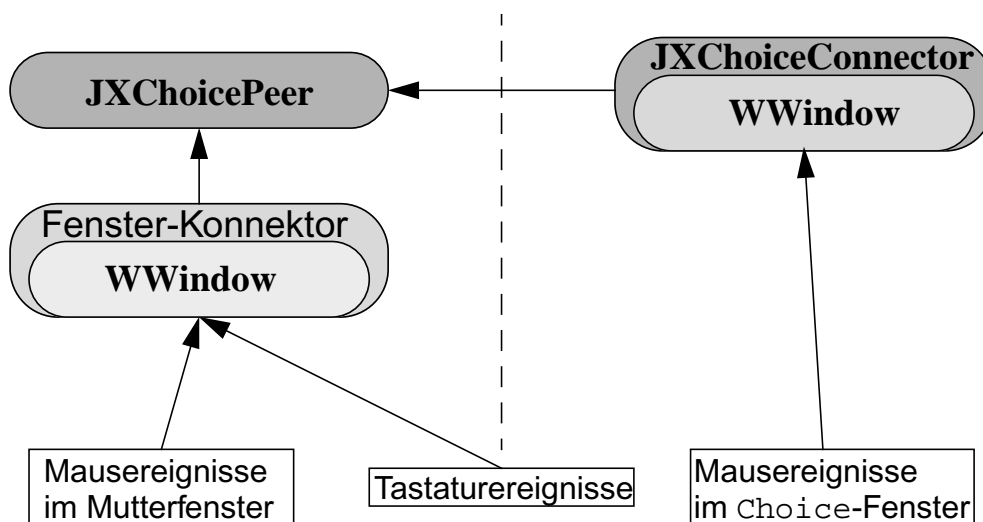 JXChoicePeer
JXChoiceConnector
WWindow
Fenster-Konnektor
WWindow
Mausereignisse
im Mutterfenster
Tastaturereignisse
Mausereignisse
im Choice-Fenster